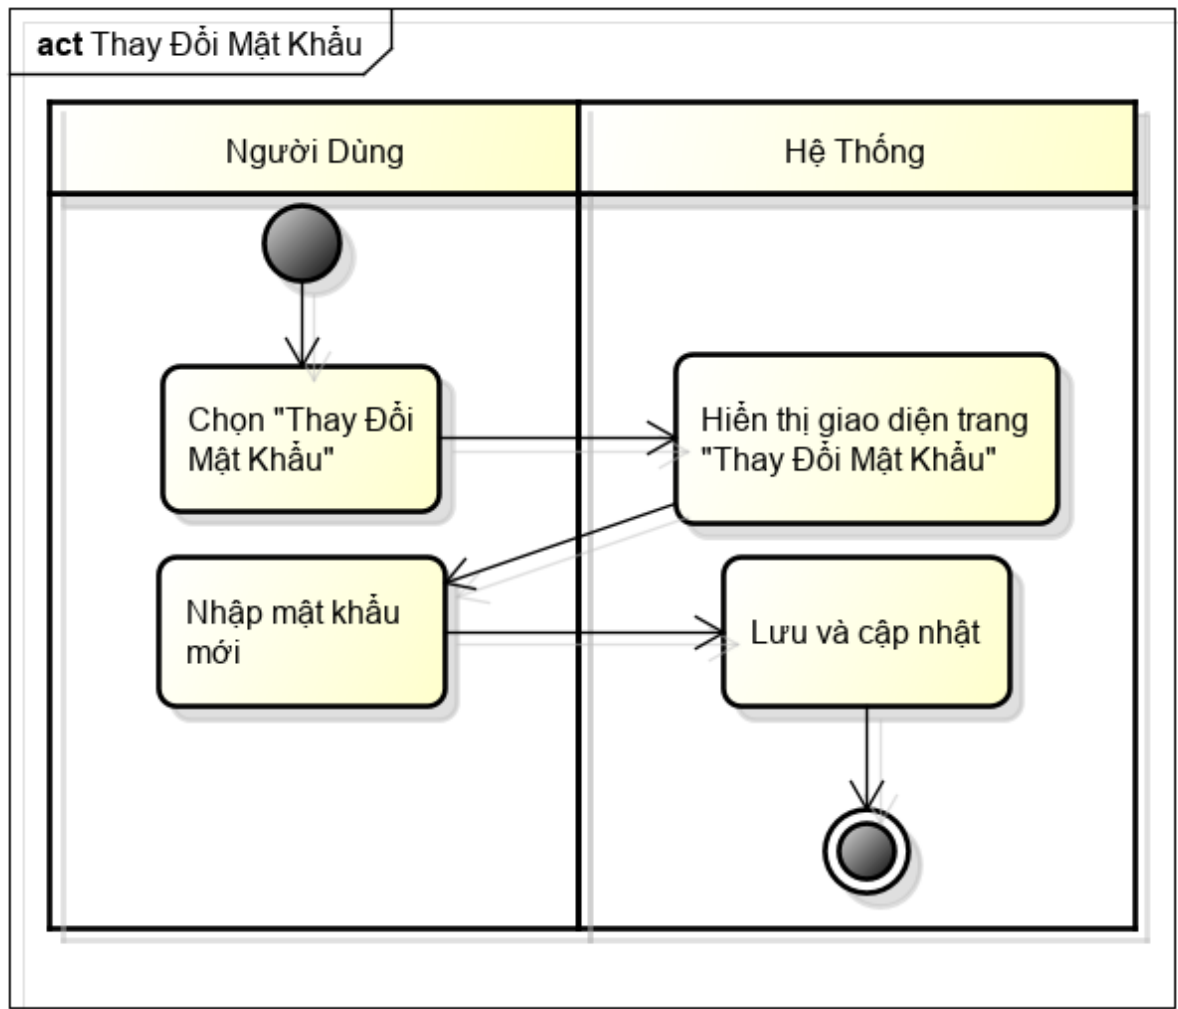 act Thay Đổi Mật Khẩu
Người Dùng
Hệ Thống
Chọn "Thay Đổi
Mật Khẩu"
Hiển thị giao diện trang
"Thay Đổi Mật Khẩu"
Nhập mật khẩu
mới
Lưu và cập nhật